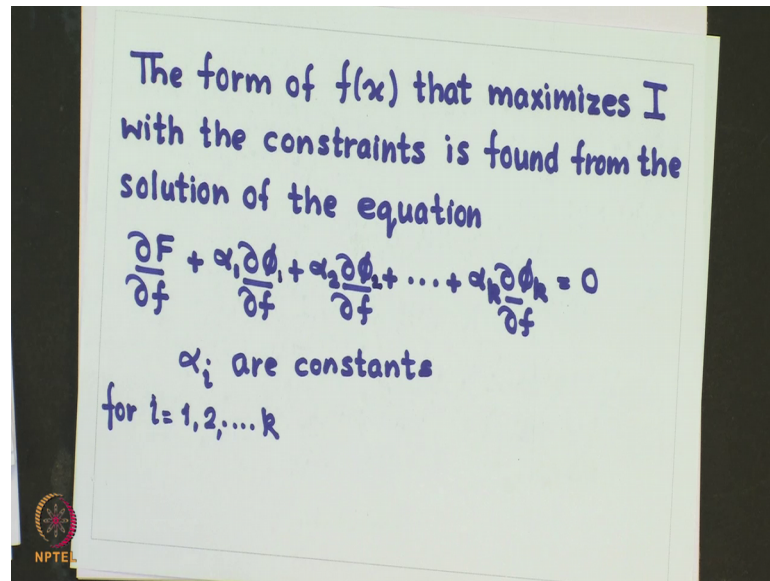 The form of f(x) that maximizes I
with the constraints is found from the
solution of the equation
∂F/∂f + α₁∂ϕ₁/∂f + α₂∂ϕ₂/∂f + ... + αₖ∂ϕₖ/∂f = 0
αᵢ are constants
for i = 1, 2, .... k
NPTEL